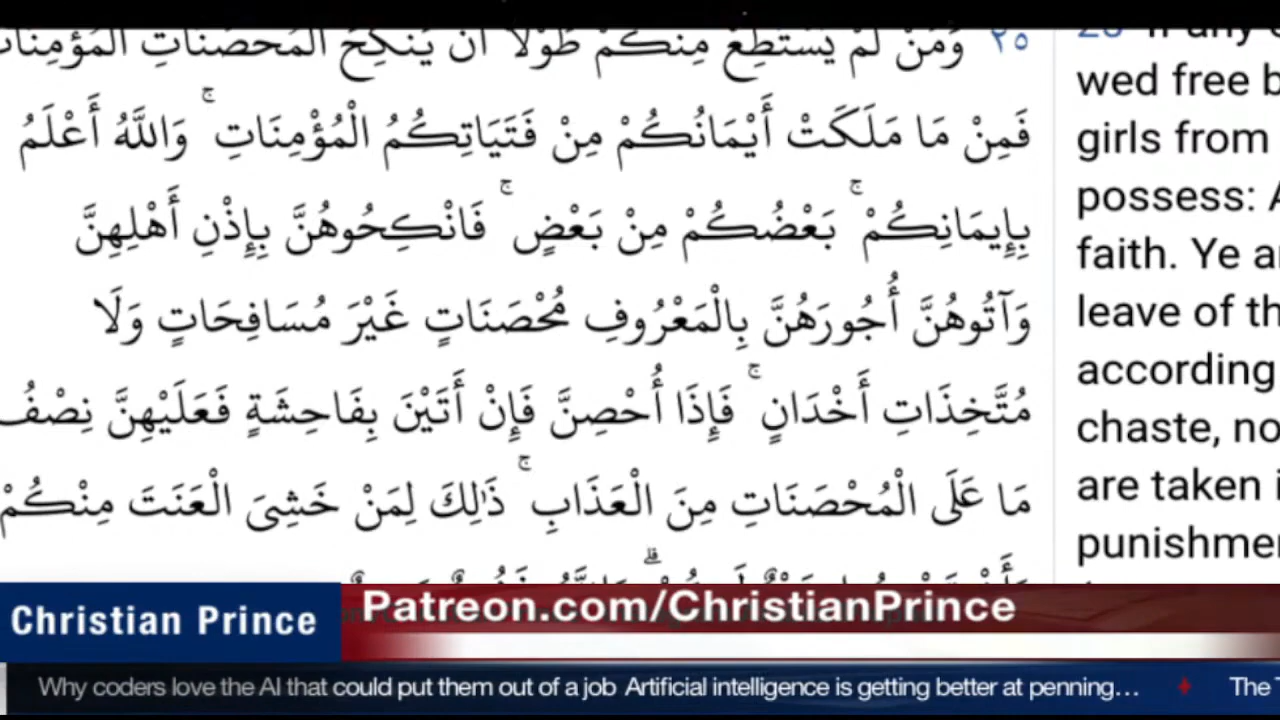 ٢٥ وَمَنْ لَمْ يَسْتَطِعْ مِنْكُمْ طَوْلًا أَنْ يَنْكِحَ الْمُحْصَنَاتِ الْمُؤْمِنَاتِ
فَمِنْ مَا مَلَكَتْ أَيْمَانُكُمْ مِنْ فَتَيَاتِكُمُ الْمُؤْمِنَاتِ ۚ وَاللَّهُ أَعْلَمُ
بِإِيمَانِكُمْ ۚ بَعْضُكُمْ مِنْ بَعْضٍ ۚ فَانْكِحُوهُنَّ بِإِذْنِ أَهْلِهِنَّ
وَآتُوهُنَّ أُجُورَهُنَّ بِالْمَعْرُوفِ مُحْصَنَاتٍ غَيْرَ مُسَافِحَاتٍ وَلَا
مُتَّخِذَاتِ أَخْدَانٍ ۚ فَإِذَا أُحْصِنَّ فَإِنْ أَتَيْنَ بِفَاحِشَةٍ فَعَلَيْهِنَّ نِصْفُ
مَا عَلَى الْمُحْصَنَاتِ مِنَ الْعَذَابِ ۚ ذَٰلِكَ لِمَنْ خَشِيَ الْعَنَتَ مِنْكُمْ
any
wed free b
girls from
possess: A
faith. Ye a
leave of th
according
chaste, no
are taken i
punishme
Christian Prince
Patreon.com/ChristianPrince
Why coders love the AI that could put them out of a job Artificial intelligence is getting better at penning... The T